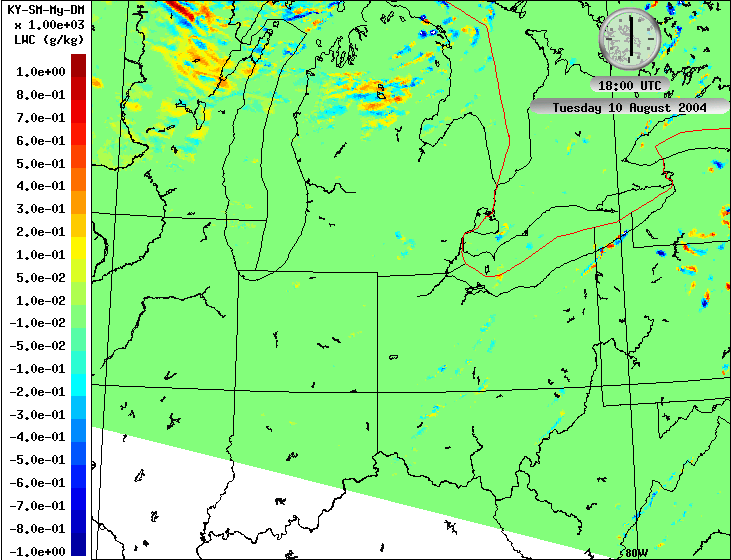 KY-SM-My-DM
x 1.00e+03
LWC (g/kg)
1.0e+00
8.0e-01
7.0e-01
6.0e-01
5.0e-01
4.0e-01
3.0e-01
2.0e-01
1.0e-01
5.0e-02
1.0e-02
-1.0e-02
-5.0e-02
-1.0e-01
-2.0e-01
-3.0e-01
-4.0e-01
-5.0e-01
-6.0e-01
-7.0e-01
-8.0e-01
-1.0e+00
18:00 UTC
Tuesday 10 August 2004
80W